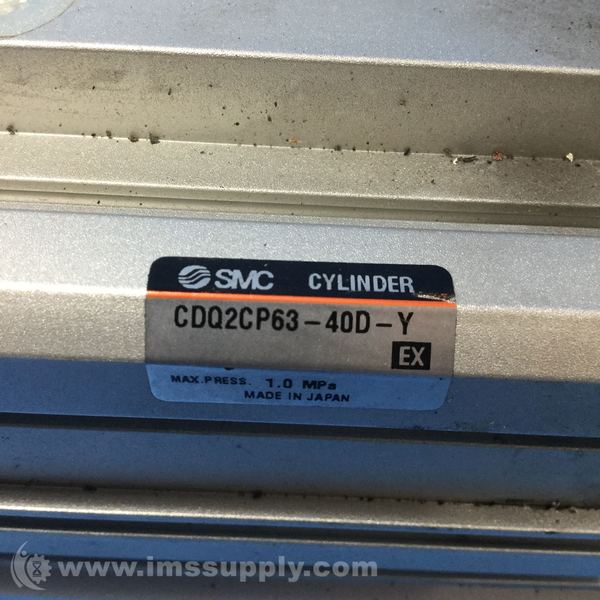 SMC CYLINDER
CDQ2CP63-40D-Y
EX
MAX.PRESS. 1.0 MPa
MADE IN JAPAN
www.imssupply.com